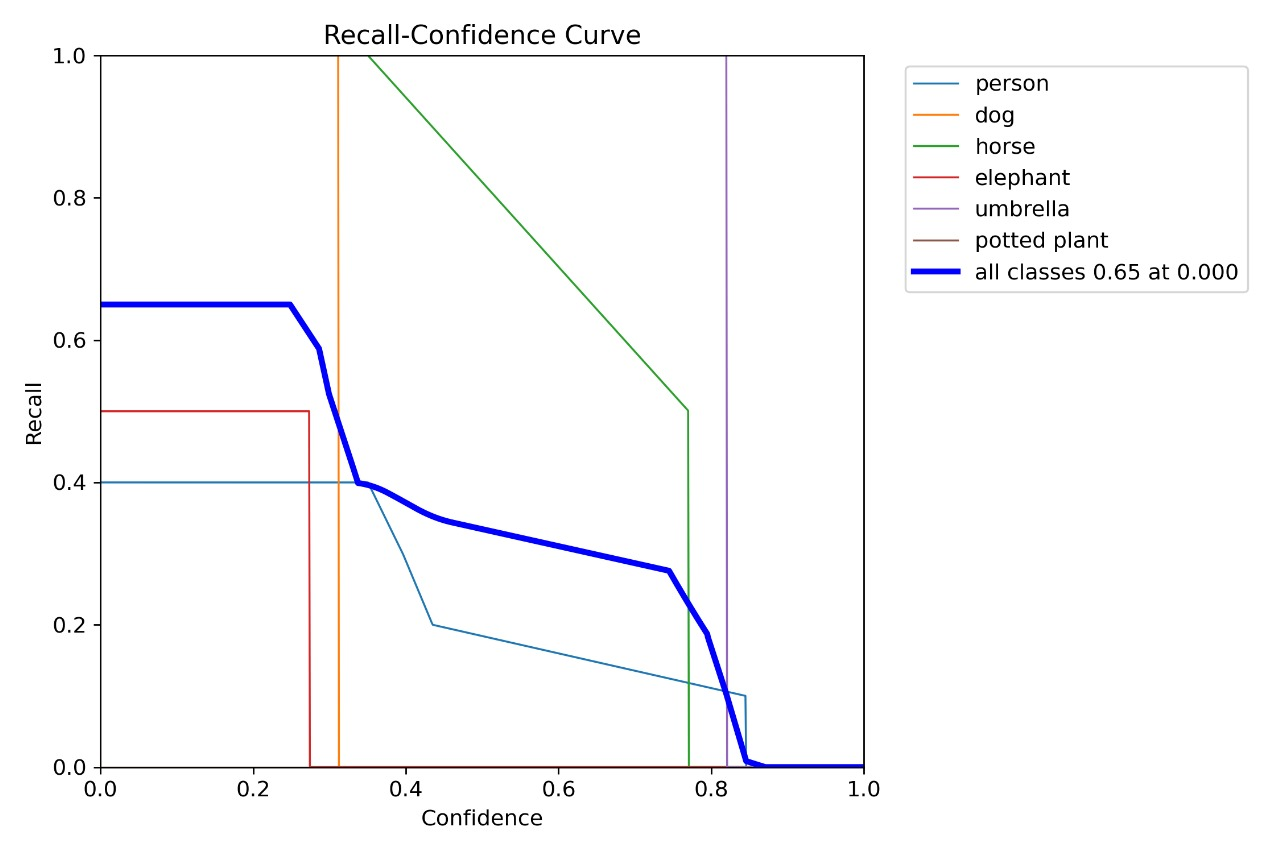 Recall-Confidence Curve
1.0
0.8
0.6
0.4
0.2
0.0
Recall
0.0 0.2 0.4 0.6 0.8 1.0
Confidence
person
dog
horse
elephant
umbrella
potted plant
all classes 0.65 at 0.000